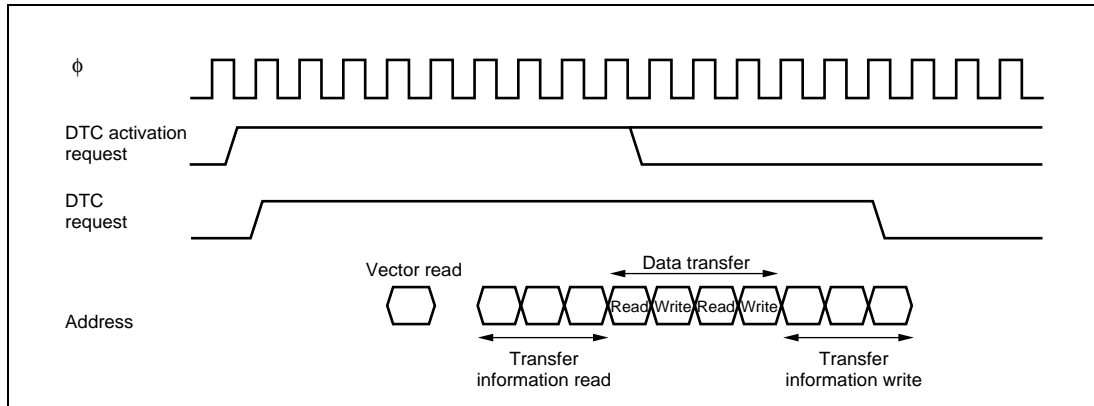 ϕ
DTC activation
request
DTC
request
Vector read
Data transfer
Address
Read Write Read Write
Transfer
information read
Transfer
information write